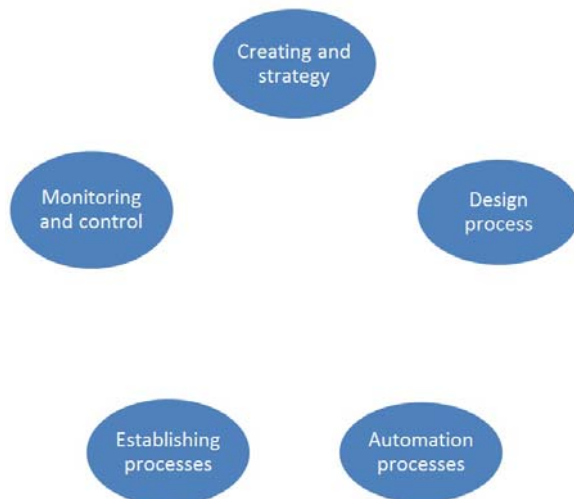 Creating and
strategy
Design
process
Automation
processes
Establishing
processes
Monitoring
and control